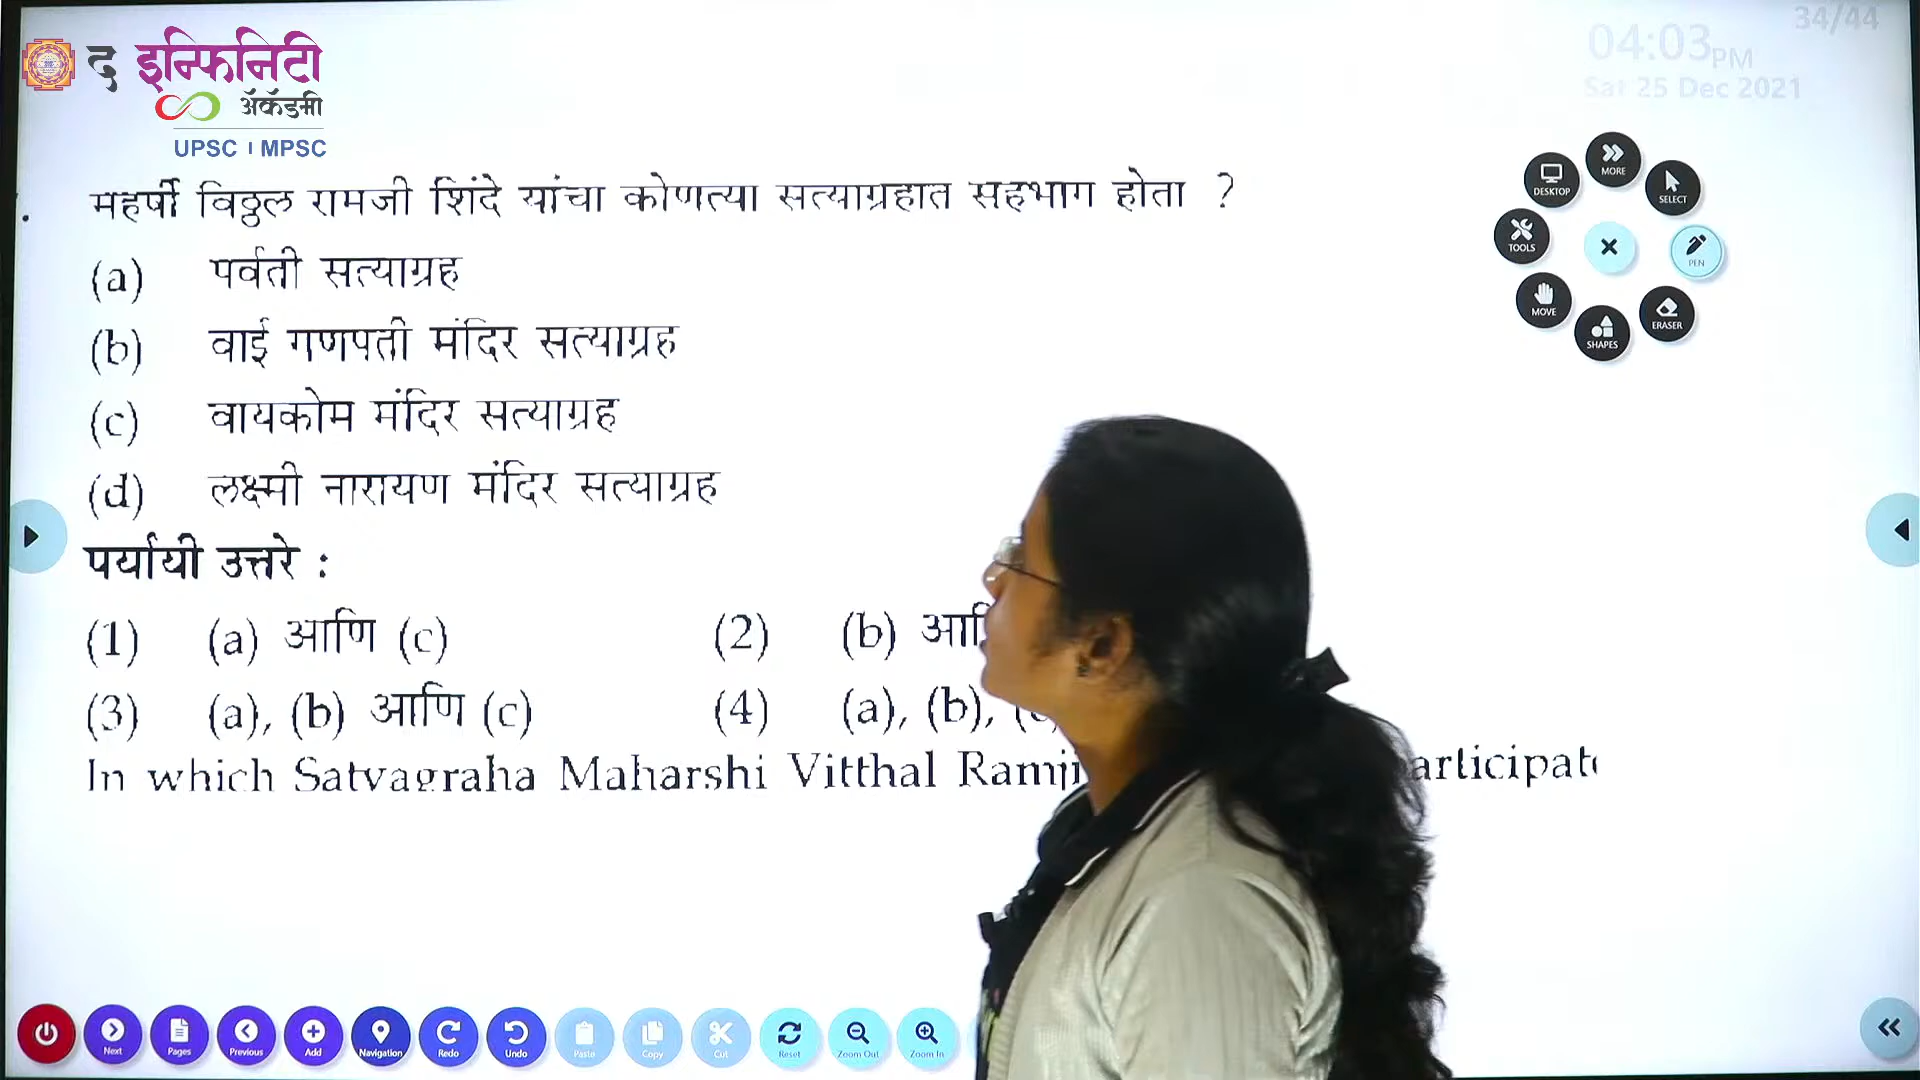 34/44
04:03PM
Sat 25 Dec 2021
द इन्फिनिटी
ॲकॅडमी
UPSC । MPSC
महर्षी विठ्ठल रामजी शिंदे यांचा कोणत्या सत्याग्रहात सहभाग होता ?
(a) पर्वती सत्याग्रह
(b) वाई गणपती मंदिर सत्याग्रह
(c) वायकोम मंदिर सत्याग्रह
(d) लक्ष्मी नारायण मंदिर सत्याग्रह
पर्यायी उत्तरे :
(1) (a) आणि (c) (2) (b)
(3) (a), (b) आणि (c) (4) (a), (b),
In which Satyagraha Maharshi Vitthal Ramji
MORE
DESKTOP
SELECT
TOOLS
PEN
MOVE
ERASER
SHAPES
Next Pages Previous Add Navigation Redo Undo Paste Copy Cut Reset Zoom Out Zoom In